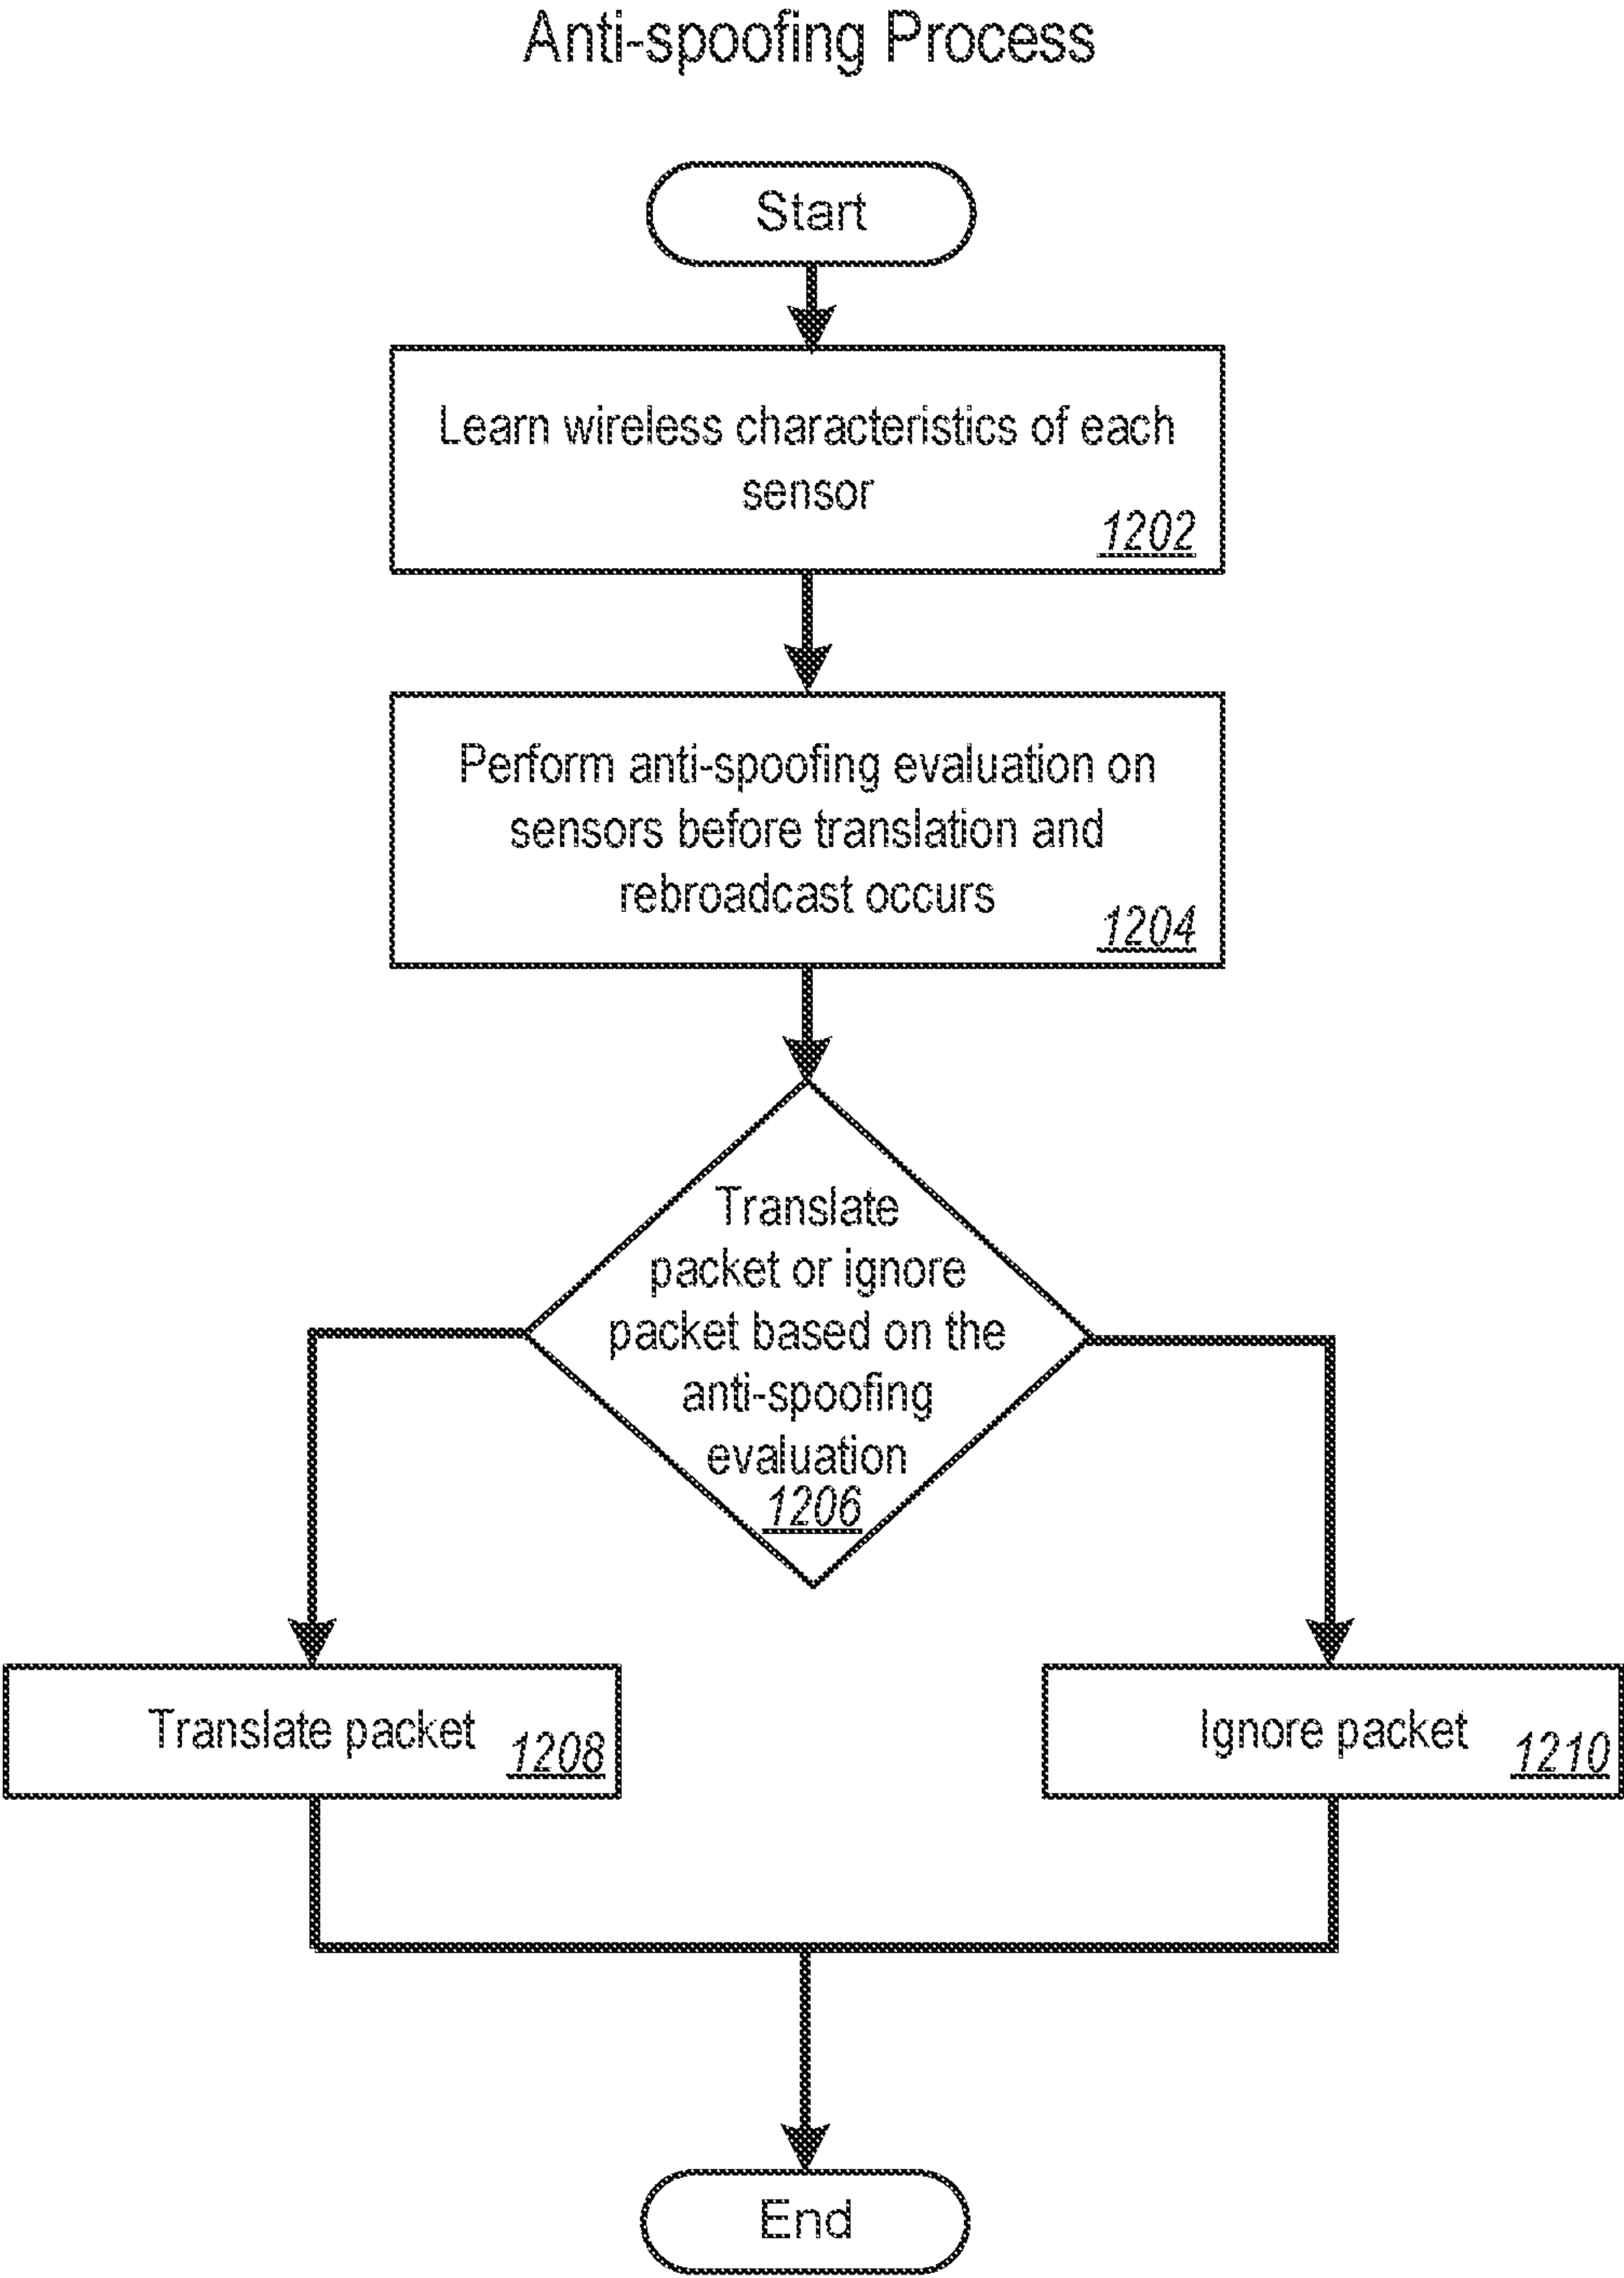 Anti-spoofing Process
Start
Learn wireless characteristics of each
sensor
1202
Perform anti-spoofing evaluation on
sensors before translation and
rebroadcast occurs
1204
Translate
packet or ignore
packet based on the
anti-spoofing
evaluation
1206
Translate packet
1208
Ignore packet
1210
End